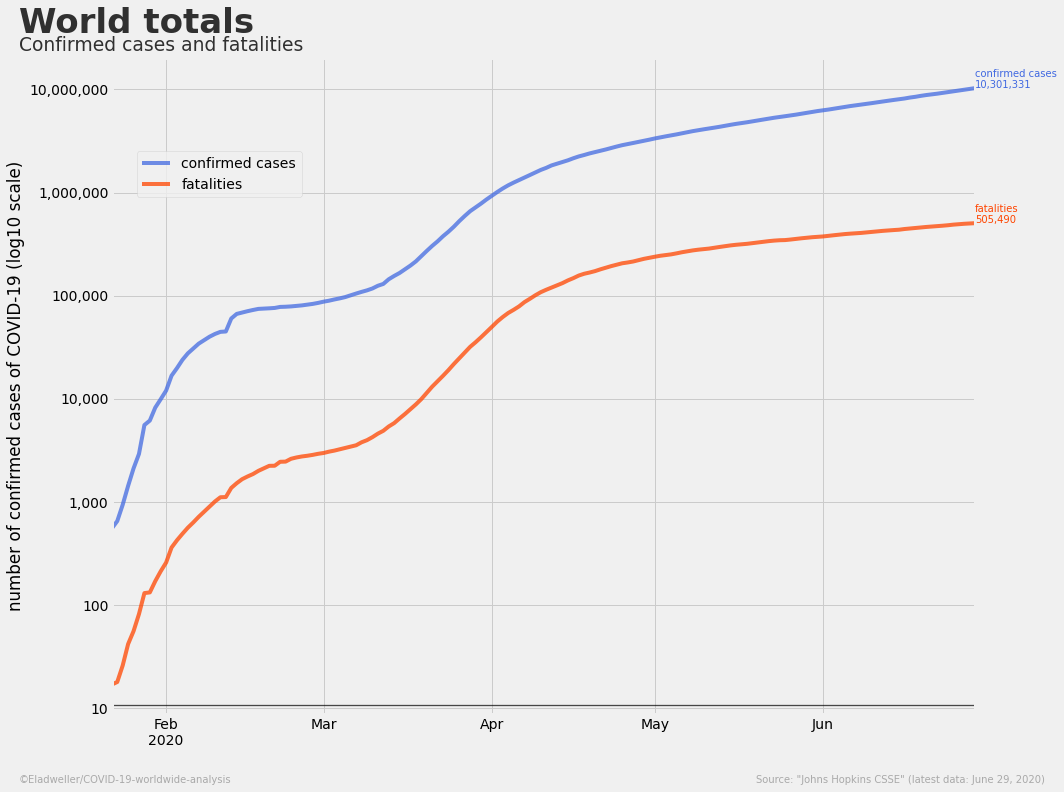 World totals
Confirmed cases and fatalities
confirmed cases
10,301,331
10,000,000
confirmed cases
fatalities
1,000,000
fatalities
505,490
100,000
10,000
1,000
100
10
number of confirmed cases of COVID-19 (log10 scale)
Feb
2020
Mar
Apr
May
Jun
©Eladweller/COVID-19-worldwide-analysis
Source: "Johns Hopkins CSSE" (latest data: June 29, 2020)